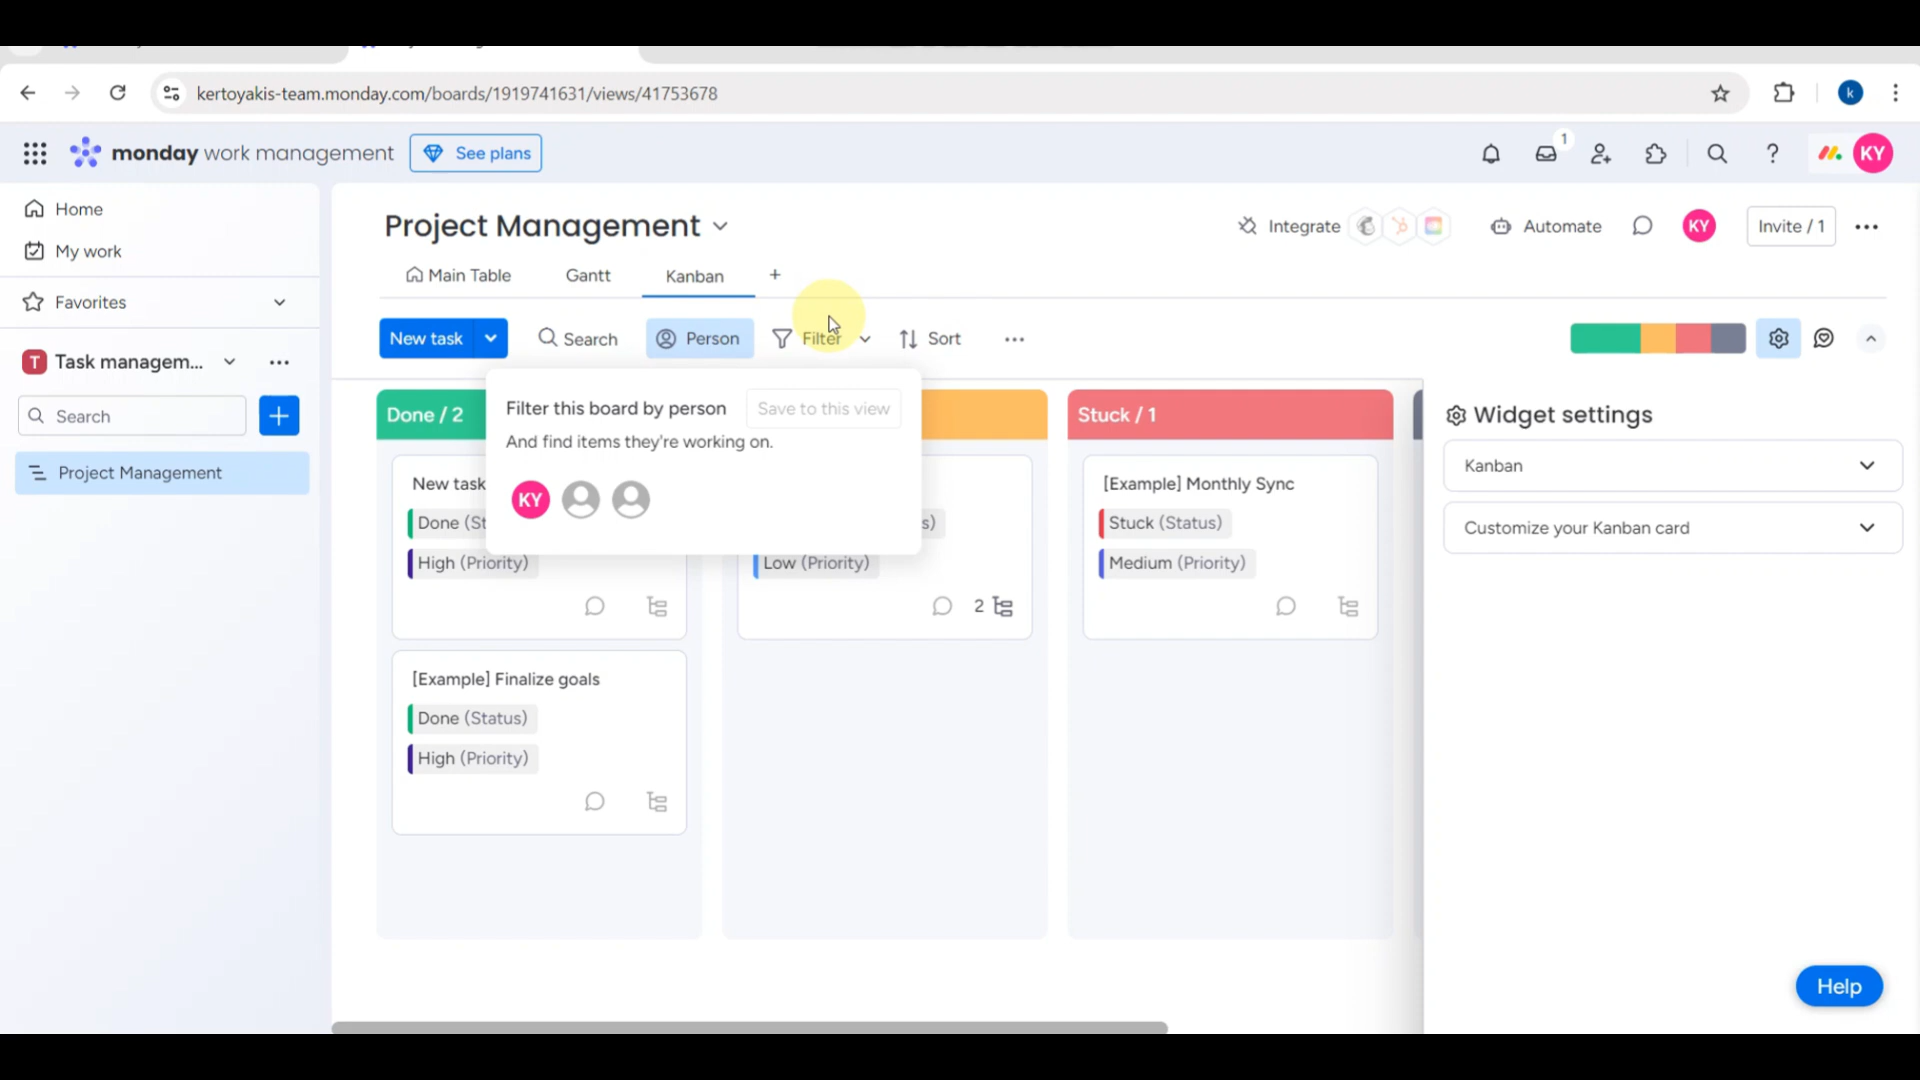 kertoyakis-team.monday.com/boards/1919741631/views/41753678
k
monday work management
See plans
1
KY
Home
My work
Favorites
T Task managem...
Search
Project Management
Project Management
Integrate
Automate
KY
Invite / 1
Main Table
Gantt
Kanban
+
New task
Search
Person
Filter
Sort
Done / 2
Stuck / 1
Filter this board by person
Save to this view
And find items they're working on.
KY
New task
Done (St
High (Priority)
s)
Low (Priority)
2
[Example] Monthly Sync
Stuck (Status)
Medium (Priority)
[Example] Finalize goals
Done (Status)
High (Priority)
Widget settings
Kanban
Customize your Kanban card
Help